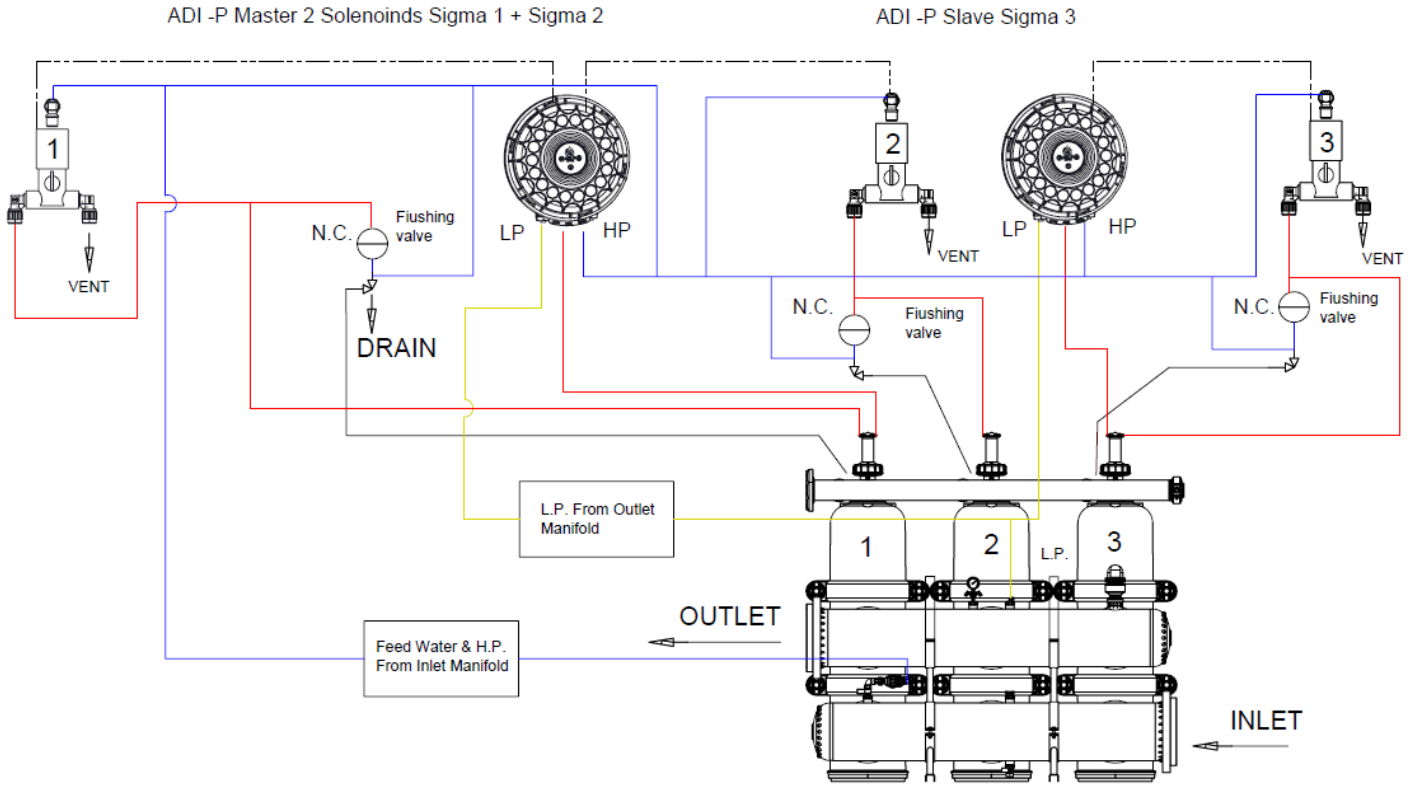 ADI -P Master 2 Solenoinds Sigma 1 + Sigma 2
ADI -P Slave Sigma 3
1
2
3
LP
HP
LP
HP
N.C.
Fiushing
valve
VENT
VENT
VENT
N.C.
Fiushing
valve
N.C.
Fiushing
valve
DRAIN
L.P. From Outlet
Manifold
1
2
L.P.
3
OUTLET
Feed Water & H.P.
From Inlet Manifold
INLET